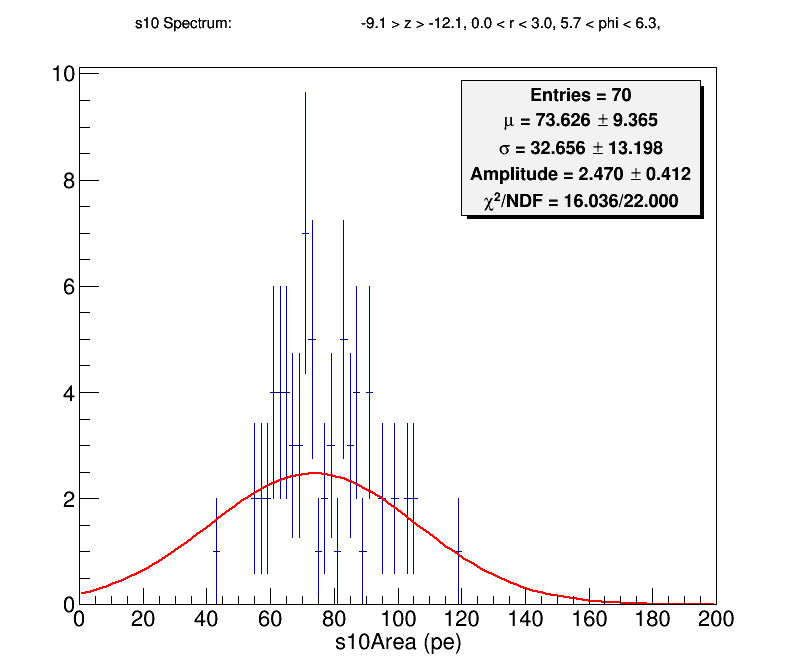 s10 Spectrum: -9.1 > z > -12.1, 0.0 < r < 3.0, 5.7 < phi < 6.3,
Entries = 70
μ = 73.626 ± 9.365
σ = 32.656 ± 13.198
Amplitude = 2.470 ± 0.412
χ²/NDF = 16.036/22.000
10
8
6
4
2
0
0 20 40 60 80 100 120 140 160 180 200
s10Area (pe)